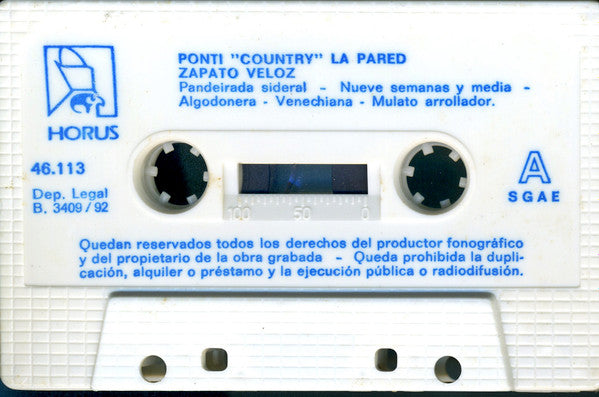 PONTI "COUNTRY" LA PARED
ZAPATO VELOZ
Pandeirada sideral - Nueve semanas y media -
Algodonera - Venechiana - Mulato arrollador.
HORUS
46.113
Dep. Legal
B. 3409/92
A
SGAE
100 50 0
Quedan reservados todos los derechos del productor fonográfico
y del propietario de la obra grabada - Queda prohibida la dupli-
cación, alquiler o préstamo y la ejecución pública o radiodifusión.